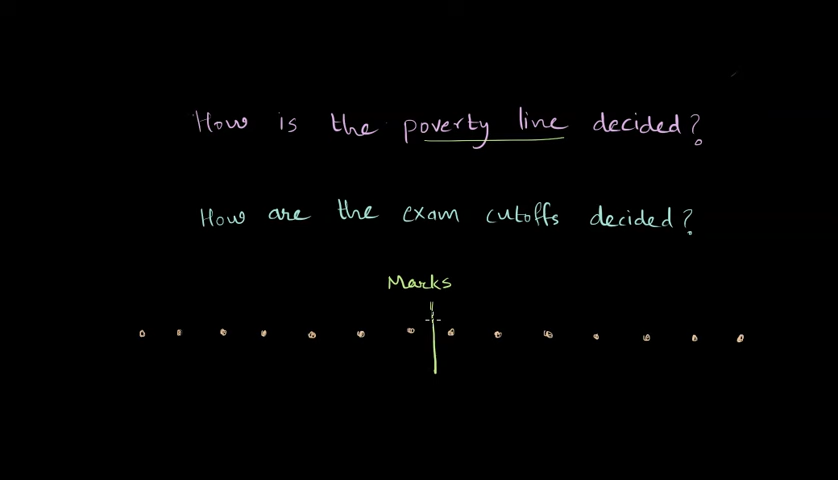 How is the poverty line decided?
How are the exam cutoffs decided?
Marks